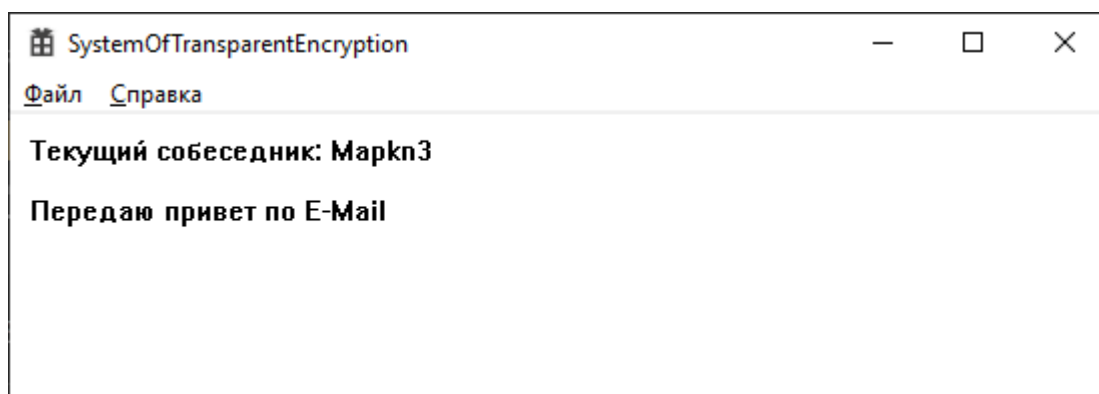 SystemOfTransparentEncryption
Файл Справка
Текущий собеседник: Mapkn3
Передаю привет по E-Mail